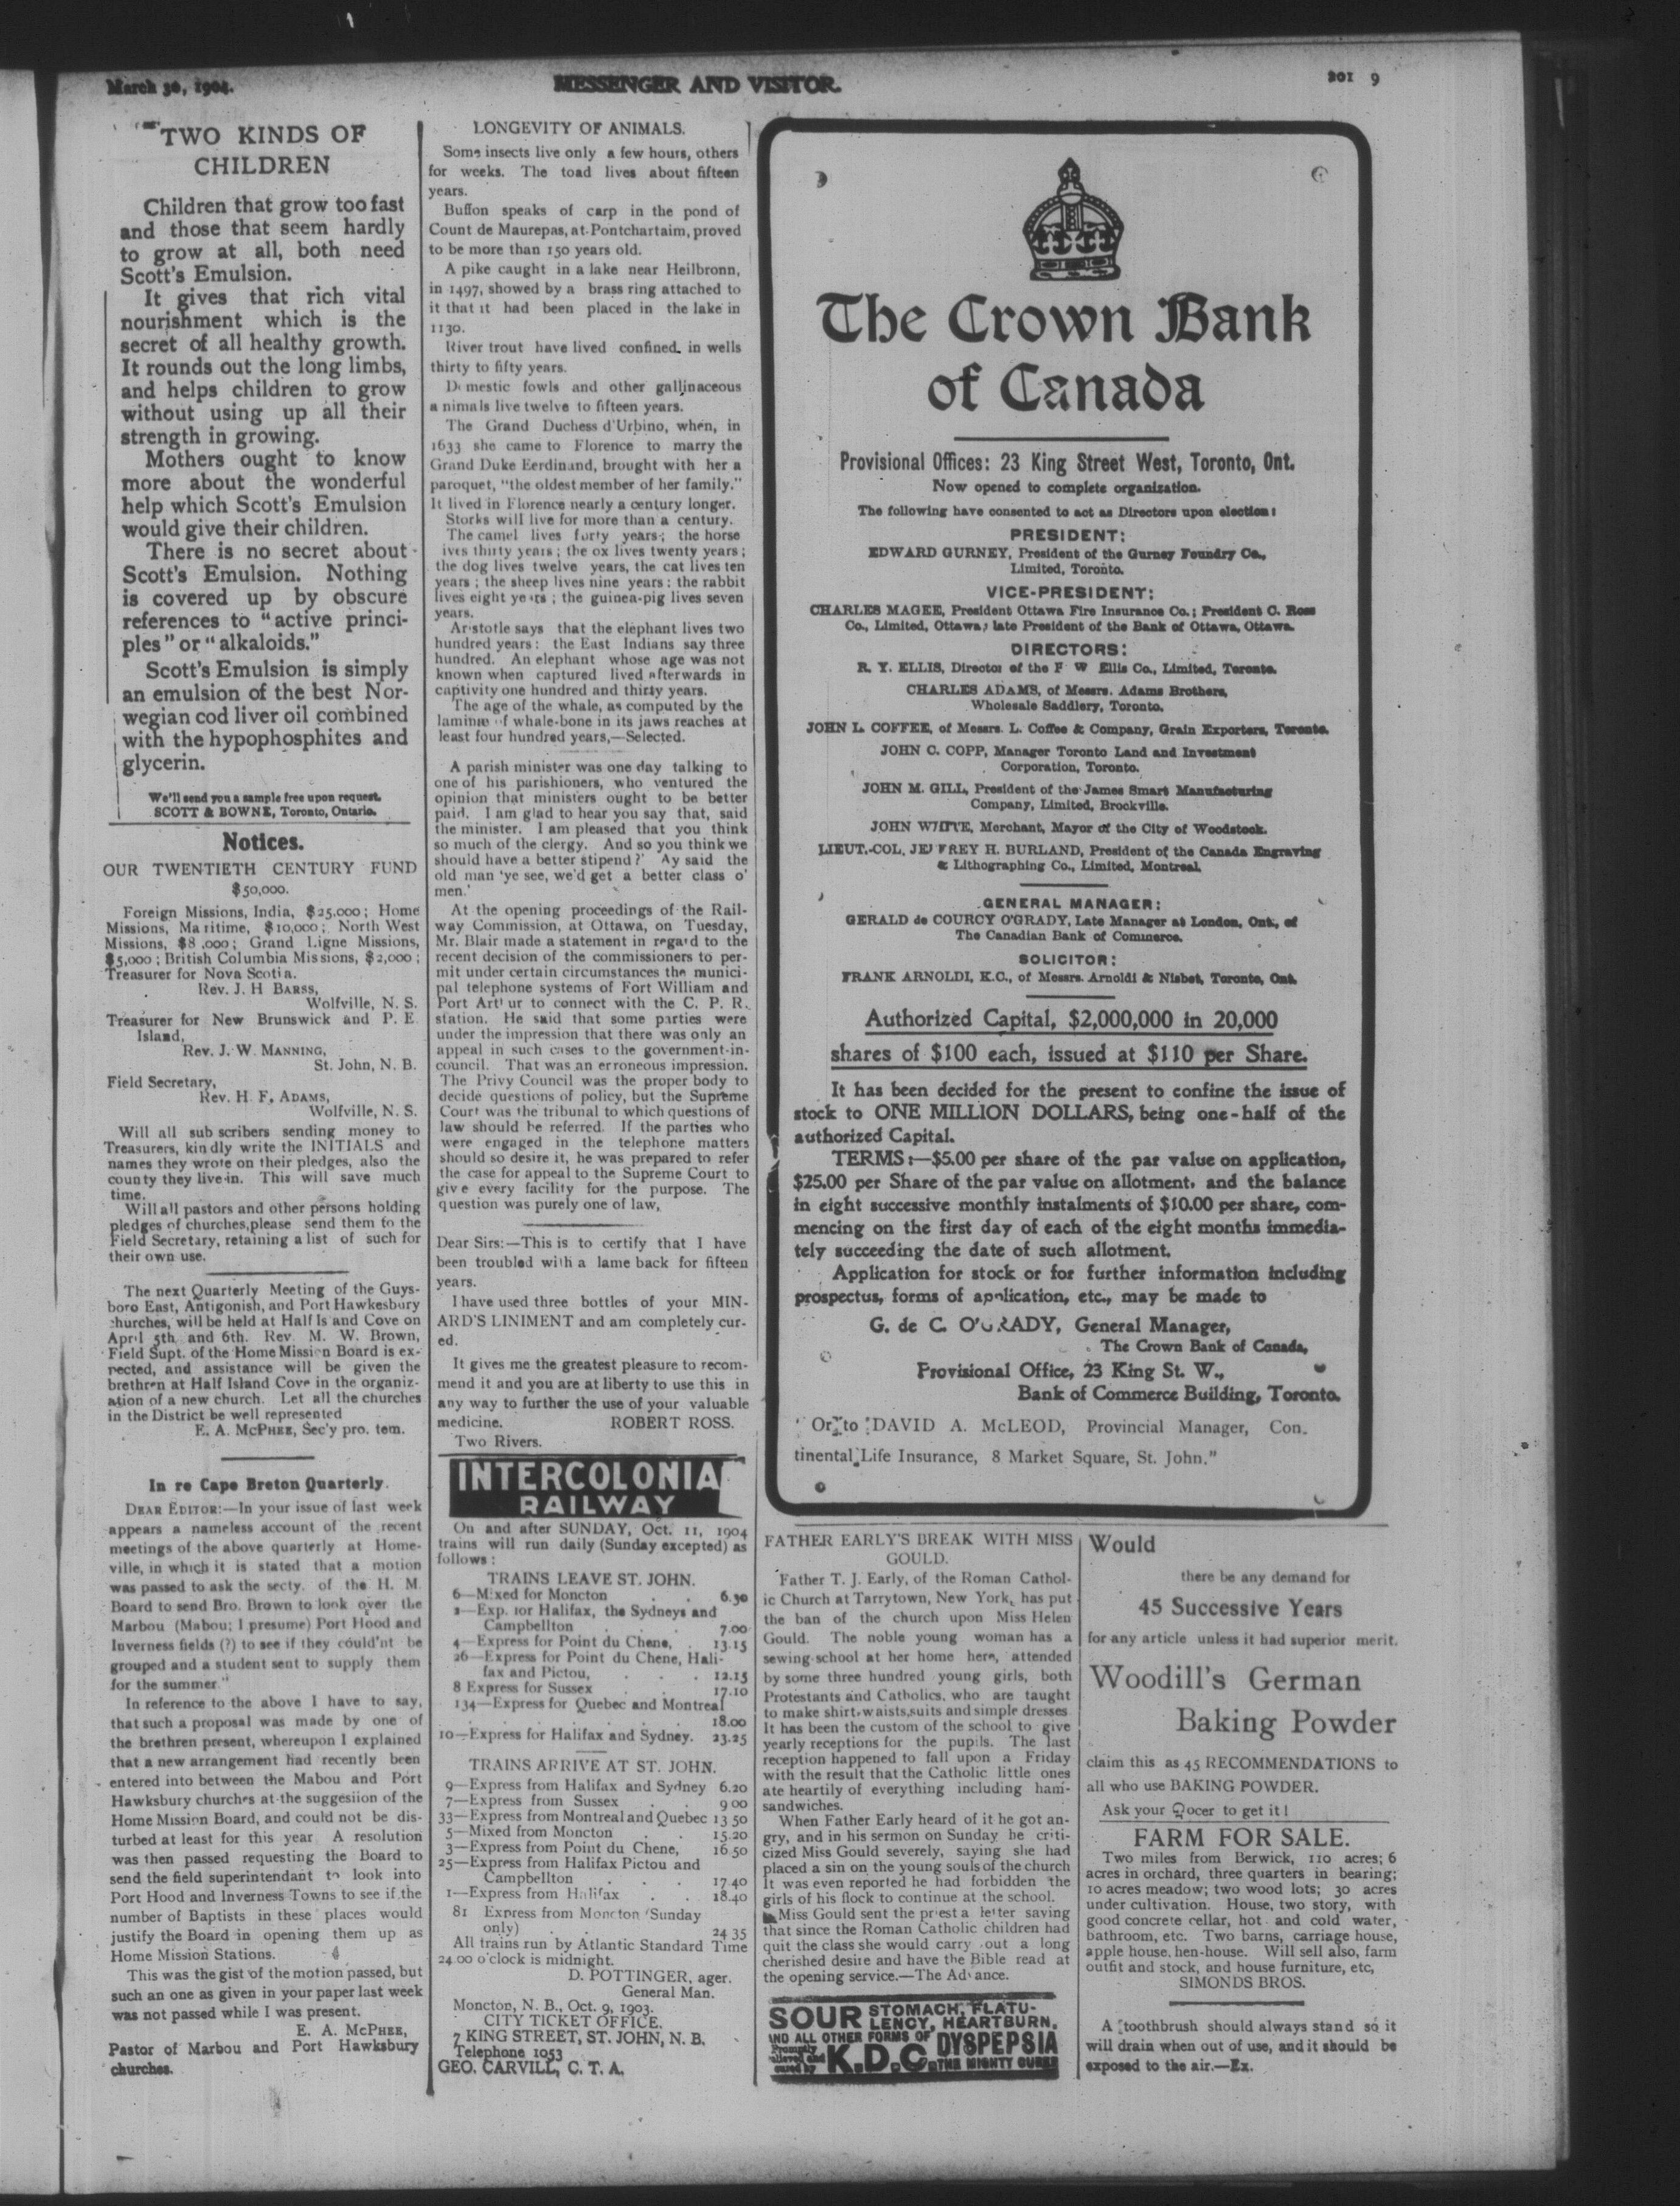 March 30, 1904.
MESSENGER AND VISITOR.
201 9
TWO KINDS OF
CHILDREN
Children that grow too fast
and those that seem hardly
to grow at all, both need
Scott's Emulsion.
It gives that rich vital
nourishment which is the
secret of all healthy growth.
It rounds out the long limbs,
and helps children to grow
without using up all their
strength in growing.
Mothers ought to know
more about the wonderful
help which Scott's Emulsion
would give their children.
There is no secret about
Scott's Emulsion. Nothing
is covered up by obscure
references to "active princi-
ples" or "alkaloids."
Scott's Emulsion is simply
an emulsion of the best Nor-
wegian cod liver oil combined
with the hypophosphites and
glycerin.
We'll send you a sample free upon request.
SCOTT & BOWNE, Toronto, Ontario.
Notices.
OUR TWENTIETH CENTURY FUND
$50,000.
Foreign Missions, India, $25,000; Home
Missions, Maritime, $10,000; North West
Missions, $8,000; Grand Ligne Missions,
$5,000; British Columbia Missions, $2,000;
Treasurer for Nova Scotia.
Rev. J. H BARSS,
Wolfville, N. S.
Treasurer for New Brunswick and P. E.
Island,
Rev. J. W. MANNING,
St. John, N. B.
Field Secretary,
Rev. H. F. ADAMS,
Wolfville, N. S.
Will all subscribers sending money to
Treasurers, kindly write the INITIALS and
names they wrote on their pledges, also the
county they live in. This will save much
time.
Will all pastors and other persons holding
pledges of churches, please send them to the
Field Secretary, retaining a list of such for
their own use.
The next Quarterly Meeting of the Guys-
boro East, Antigonish, and Port Hawkesbury
churches, will be held at Half Island Cove on
April 5th, and 6th. Rev. M. W. Brown,
Field Supt. of the Home Mission Board is ex-
pected, and assistance will be given the
brethren at Half Island Cove in the organiz-
ation of a new church. Let all the churches
in the District be well represented
E. A. MCPHEE, Sec'y pro. tem.
In re Cape Breton Quarterly.
DEAR EDITOR:—In your issue of last week
appears a nameless account of the recent
meetings of the above quarterly at Home-
ville, in which it is stated that a motion
was passed to ask the secty. of the H. M.
Board to send Bro. Brown to look over the
Marbou (Mabou; I presume) Port Hood and
Inverness fields (?) to see if they could'nt be
grouped and a student sent to supply them
for the summer."
In reference to the above I have to say,
that such a proposal was made by one of
the brethren present, whereupon I explained
that a new arrangement had recently been
entered into between the Mabou and Port
Hawksbury churches at the suggesiion of the
Home Mission Board, and could not be dis-
turbed at least for this year A resolution
was then passed requesting the Board to
send the field superintendant to look into
Port Hood and Inverness Towns to see if the
number of Baptists in these places would
justify the Board in opening them up as
Home Mission Stations.
This was the gist of the motion passed, but
such an one as given in your paper last week
was not passed while I was present.
E. A. MCPHEE,
Pastor of Marbou and Port Hawksbury
churches.
LONGEVITY OF ANIMALS.
Some insects live only a few hours, others
for weeks. The toad lives about fifteen
years.
Buffon speaks of carp in the pond of
Count de Maurepas, at Pontchartaim, proved
to be more than 150 years old.
A pike caught in a lake near Heilbronn,
in 1497, showed by a brass ring attached to
it that it had been placed in the lake in
1130.
River trout have lived confined in wells
thirty to fifty years.
Domestic fowls and other gallinaceous
animals live twelve to fifteen years.
The Grand Duchess d'Urbino, when, in
1633 she came to Florence to marry the
Grand Duke Eerdinand, brought with her a
paroquet, "the oldest member of her family."
It lived in Florence nearly a century longer.
Storks will live for more than a century.
The camel lives forty years; the horse
ives thirty years; the ox lives twenty years;
the dog lives twelve years, the cat lives ten
years; the sheep lives nine years: the rabbit
lives eight years; the guinea-pig lives seven
years.
Aristotle says that the elephant lives two
hundred years: the East Indians say three
hundred. An elephant whose age was not
known when captured lived afterwards in
captivity one hundred and thirty years.
The age of the whale, as computed by the
laminæ of whale-bone in its jaws reaches at
least four hundred years,—Selected.
A parish minister was one day talking to
one of his parishioners, who ventured the
opinion that ministers ought to be better
paid. I am glad to hear you say that, said
the minister. I am pleased that you think
so much of the clergy. And so you think we
should have a better stipend?' Ay said the
old man 'ye see, we'd get a better class o'
men.'
At the opening proceedings of the Rail-
way Commission, at Ottawa, on Tuesday,
Mr. Blair made a statement in regard to the
recent decision of the commissioners to per-
mit under certain circumstances the munici-
pal telephone systems of Fort William and
Port Arthur to connect with the C. P. R.
station. He said that some parties were
under the impression that there was only an
appeal in such cases to the government-in-
council. That was an erroneous impression.
The Privy Council was the proper body to
decide questions of policy, but the Supreme
Court was the tribunal to which questions of
law should be referred. If the parties who
were engaged in the telephone matters
should so desire it, he was prepared to refer
the case for appeal to the Supreme Court to
give every facility for the purpose. The
question was purely one of law,
Dear Sirs:—This is to certify that I have
been troubled with a lame back for fifteen
years.
I have used three bottles of your MIN-
ARD'S LINIMENT and am completely cur-
ed.
It gives me the greatest pleasure to recom-
mend it and you are at liberty to use this in
any way to further the use of your valuable
medicine. ROBERT ROSS.
Two Rivers.
INTERCOLONIA
RAILWAY
On and after SUNDAY, Oct. 11, 1904
trains will run daily (Sunday excepted) as
follows:
TRAINS LEAVE ST. JOHN.
6—Mixed for Moncton . . 6.30
2—Exp. for Halifax, the Sydneys and
Campbellton . . . 7.00
4—Express for Point du Chene, . 13.15
26—Express for Point du Chene, Hali-
fax and Pictou, . . . 12.15
8 Express for Sussex . . 17.10
134—Express for Quebec and Montreal
. . . . . . 18.00
10—Express for Halifax and Sydney. 23.25
TRAINS ARRIVE AT ST. JOHN.
9—Express from Halifax and Sydney 6.20
7—Express from Sussex . . 9 00
33—Express from Montreal and Quebec 13 50
5—Mixed from Moncton . . 15.20
3—Express from Point du Chene, 16 50
25—Express from Halifax Pictou and
Campbellton . . . 17 40
1—Express from Halifax . . 18.40
81 Express from Moncton (Sunday
only) . . . 24 35
All trains run by Atlantic Standard Time
24.00 o'clock is midnight.
D. POTTINGER, ager.
General Man.
Moncton, N. B., Oct. 9, 1903.
CITY TICKET OFFICE.
7 KING STREET, ST. JOHN, N. B.
Telephone 1053
GEO. CARVILL, C. T. A.
The Crown Bank
of Canada
Provisional Offices: 23 King Street West, Toronto, Ont.
Now opened to complete organization.
The following have consented to act as Directors upon election:
PRESIDENT:
EDWARD GURNEY, President of the Gurney Foundry Co.,
Limited, Toronto.
VICE-PRESIDENT:
CHARLES MAGEE, President Ottawa Fire Insurance Co.; President C. Ross
Co., Limited, Ottawa; late President of the Bank of Ottawa, Ottawa.
DIRECTORS:
R. Y. ELLIS, Director of the F W Ellis Co., Limited, Toronto.
CHARLES ADAMS, of Messrs. Adams Brothers,
Wholesale Saddlery, Toronto.
JOHN L. COFFEE, of Messrs. L. Coffee & Company, Grain Exporters, Toronto.
JOHN C. COPP, Manager Toronto Land and Investment
Corporation, Toronto.
JOHN M. GILL, President of the James Smart Manufacturing
Company, Limited, Brockville.
JOHN WHITE, Merchant, Mayor of the City of Woodstock.
LIEUT.-COL. JEFFREY H. BURLAND, President of the Canada Engraving
& Lithographing Co., Limited, Montreal.
GENERAL MANAGER:
GERALD de COURCY O'GRADY, Late Manager at London, Ont., of
The Canadian Bank of Commerce.
SOLICITOR:
FRANK ARNOLDI, K.C., of Messrs. Arnoldi & Nisbet, Toronto, Ont.
Authorized Capital, $2,000,000 in 20,000
shares of $100 each, issued at $110 per Share.
It has been decided for the present to confine the issue of
stock to ONE MILLION DOLLARS, being one-half of the
authorized Capital.
TERMS:—$5.00 per share of the par value on application,
$25.00 per Share of the par value on allotment, and the balance
in eight successive monthly instalments of $10.00 per share, com-
mencing on the first day of each of the eight months immedia-
tely succeeding the date of such allotment.
Application for stock or for further information including
prospectus, forms of application, etc., may be made to
G. de C. O'GRADY, General Manager,
The Crown Bank of Canada,
Provisional Office, 23 King St. W.,
Bank of Commerce Building, Toronto.
Or to DAVID A. McLEOD, Provincial Manager, Con.
tinental Life Insurance, 8 Market Square, St. John."
FATHER EARLY'S BREAK WITH MISS
GOULD.
Father T. J. Early, of the Roman Cathol-
ic Church at Tarrytown, New York, has put
the ban of the church upon Miss Helen
Gould. The noble young woman has a
sewing school at her home here, attended
by some three hundred young girls, both
Protestants and Catholics, who are taught
to make shirt-waists, suits and simple dresses
It has been the custom of the school to give
yearly receptions for the pupils. The last
reception happened to fall upon a Friday
with the result that the Catholic little ones
ate heartily of everything including ham-
sandwiches.
When Father Early heard of it he got an-
gry, and in his sermon on Sunday he criti-
cized Miss Gould severely, saying she had
placed a sin on the young souls of the church
It was even reported he had forbidden the
girls of his flock to continue at the school.
Miss Gould sent the priest a letter saying
that since the Roman Catholic children had
quit the class she would carry out a long
cherished desire and have the Bible read at
the opening service.—The Advance.
SOUR STOMACH, FLATU-
LENCY, HEARTBURN,
AND ALL OTHER FORMS OF DYSPEPSIA
Promptly
relieved and
cured by K.D.C. THE MIGHTY CURER
Would
there be any demand for
45 Successive Years
for any article unless it had superior merit.
Woodill's German
Baking Powder
claim this as 45 RECOMMENDATIONS to
all who use BAKING POWDER.
Ask your Grocer to get it!
FARM FOR SALE.
Two miles from Berwick, 110 acres; 6
acres in orchard, three quarters in bearing;
10 acres meadow; two wood lots; 30 acres
under cultivation. House, two story, with
good concrete cellar, hot and cold water,
bathroom, etc. Two barns, carriage house,
apple house, hen-house. Will sell also, farm
outfit and stock, and house furniture, etc,
SIMONDS BROS.
A toothbrush should always stand so it
will drain when out of use, and it should be
exposed to the air.—Ex.